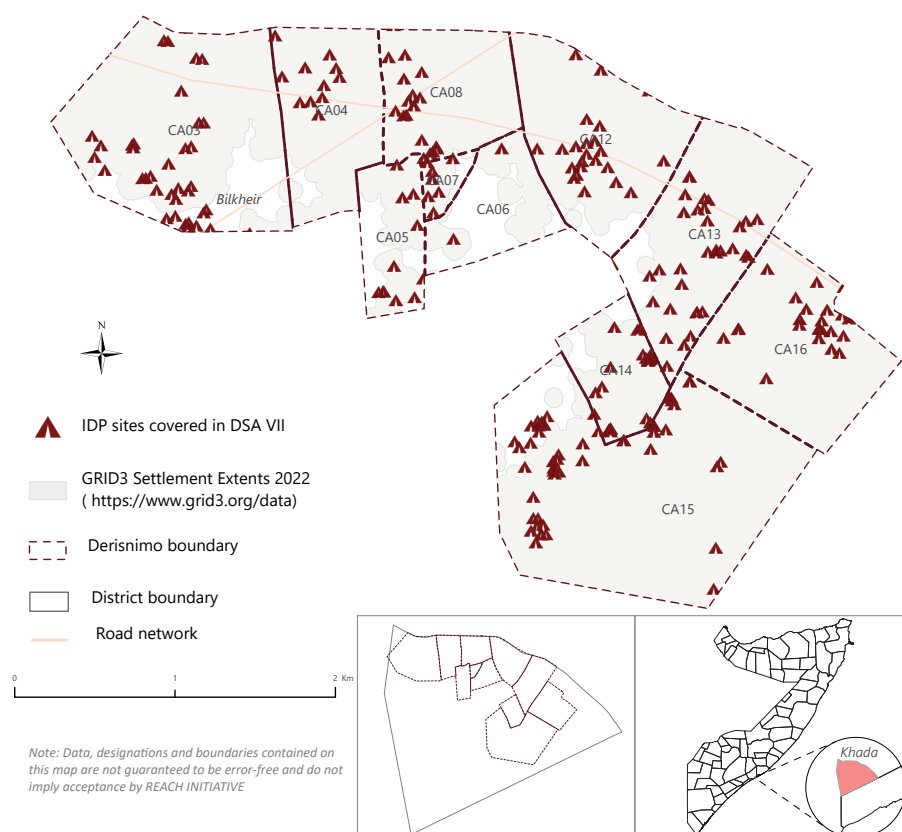 CA03
CA04
CA08
CA12
Bilkheir
CA07
CA06
CA05
CA13
CA16
CA14
CA15
N
IDP sites covered in DSA VII
GRID3 Settlement Extents 2022
( https://www.grid3.org/data)
Derisnimo boundary
District boundary
Road network
0 1 2 Km
Note: Data, designations and boundaries contained on
this map are not guaranteed to be error-free and do not
imply acceptance by REACH INITIATIVE
Khada